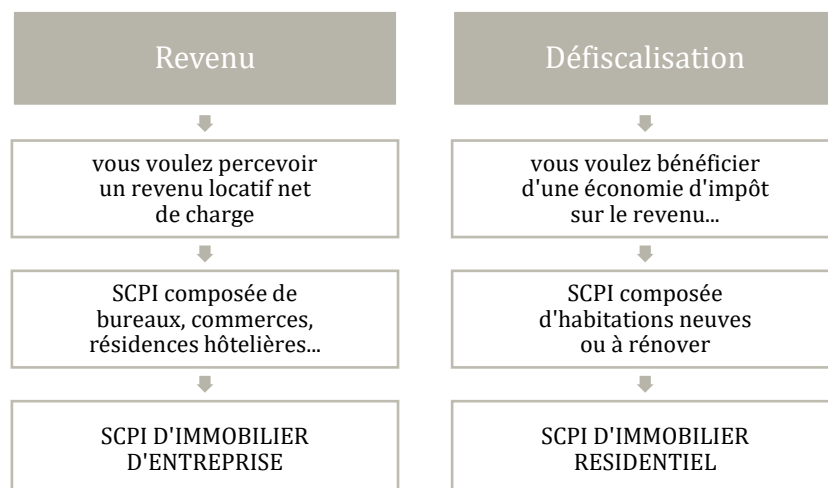 Revenu
vous voulez percevoir
un revenu locatif net
de charge
SCPI composée de
bureaux, commerces,
résidences hôtelières...
SCPI D'IMMOBILIER
D'ENTREPRISE
Défiscalisation
vous voulez bénéficier
d'une économie d'impôt
sur le revenu...
SCPI composée
d'habitations neuves
ou à rénover
SCPI D'IMMOBILIER
RESIDENTIEL